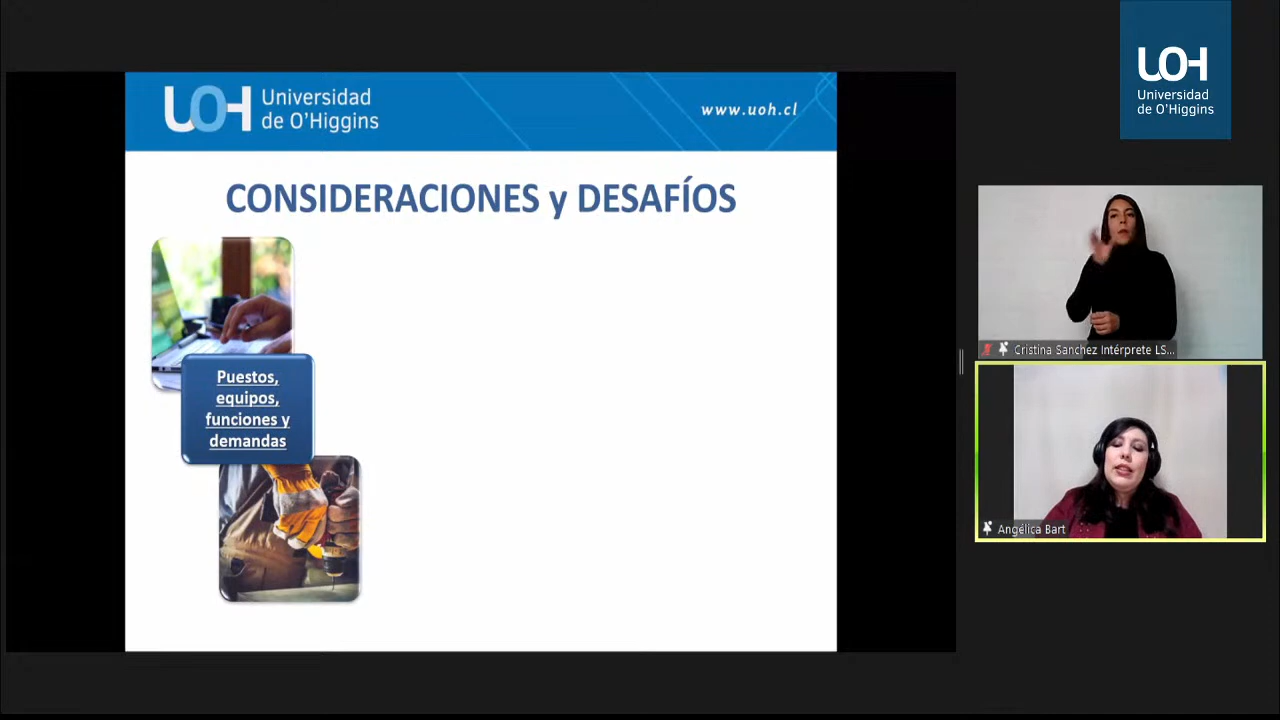 UOH Universidad
de O'Higgins
www.uoh.cl
CONSIDERACIONES y DESAFÍOS
Puestos,
equipos,
funciones y
demandas
UOH
Universidad
de O'Higgins
Cristina Sanchez Intérprete LS...
Angélica Bart